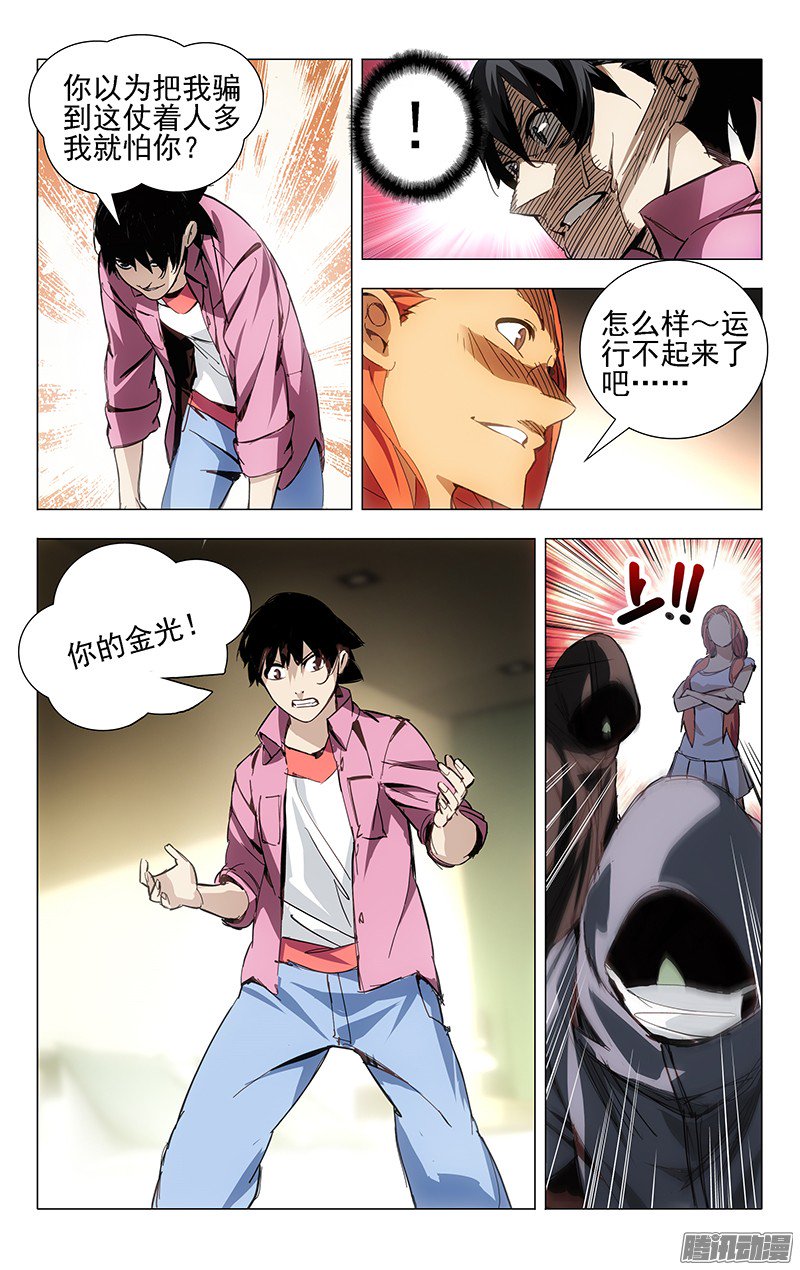 你以为把我骗
到这仗着人多
我就怕你？
！
怎么样～运
行不起来了
吧……
你的金光！
上!!
腾讯动漫